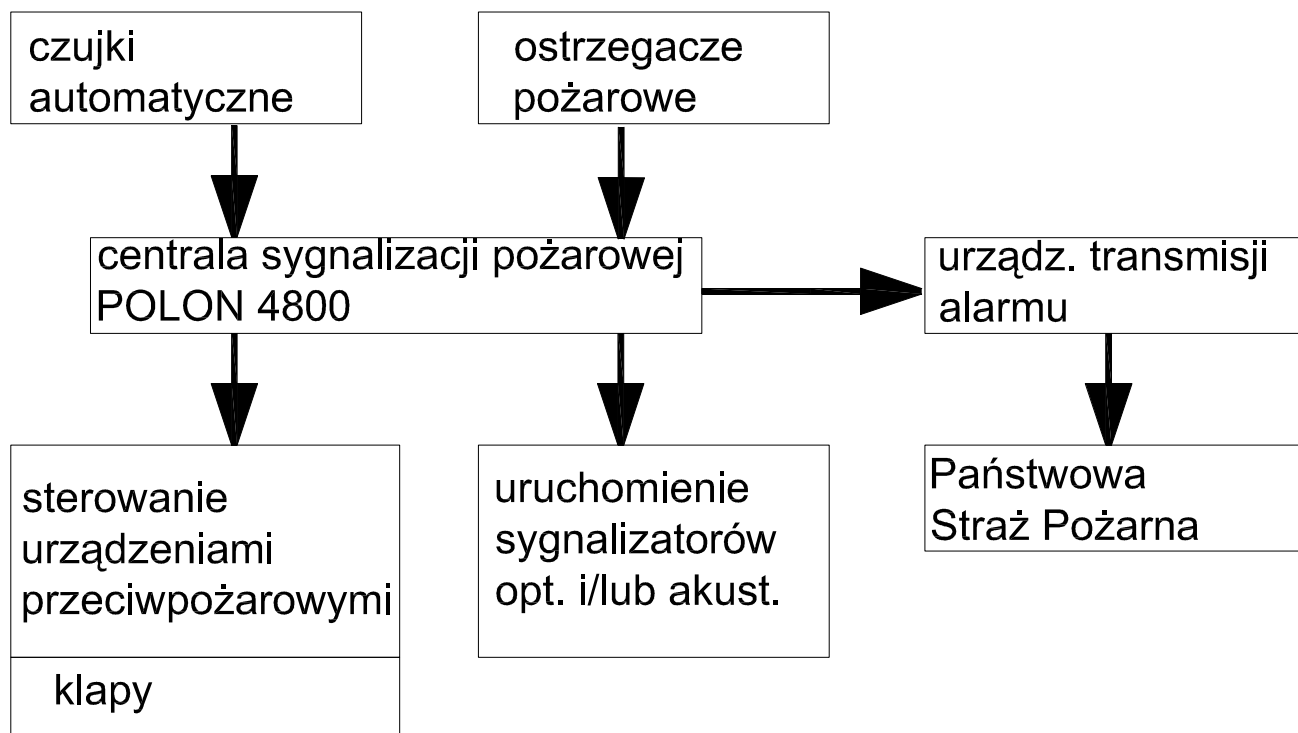 czujki
automatyczne
ostrzegacze
pożarowe
centrala sygnalizacji pożarowej
POLON 4800
urządz. transmisji
alarmu
sterowanie
urządzeniami
przeciwpożarowymi
klapy
uruchomienie
sygnalizatorów
opt. i/lub akust.
Państwowa
Straż Pożarna